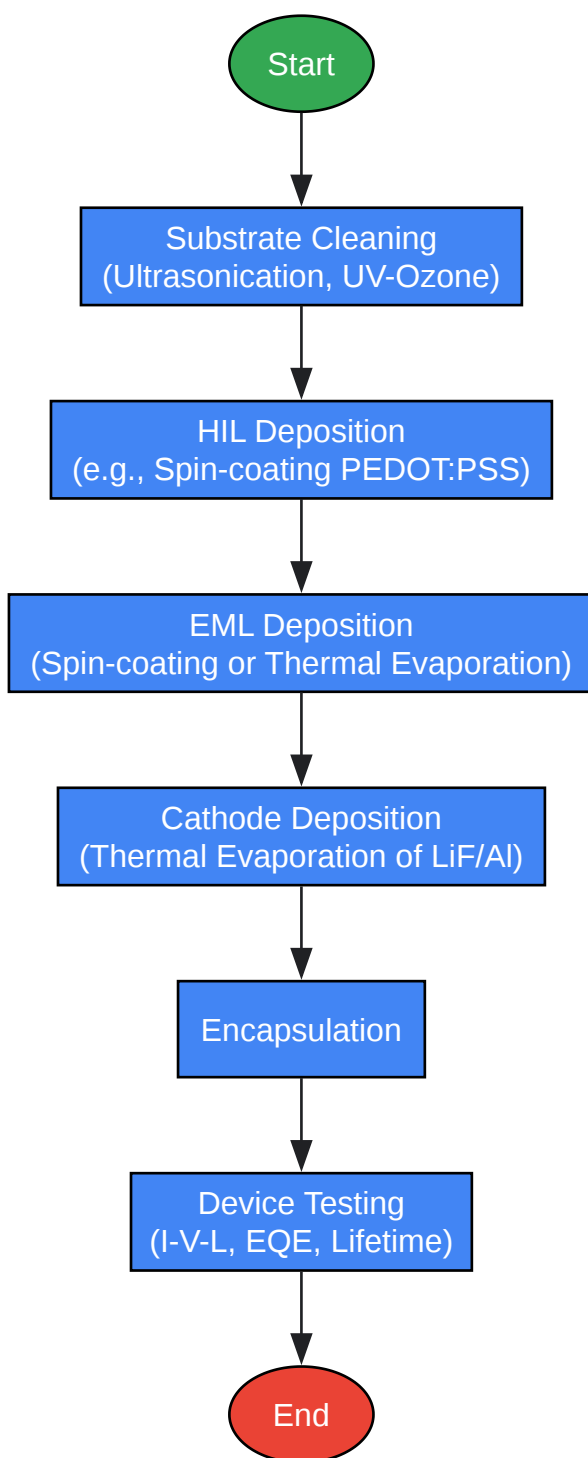 Start
Substrate Cleaning
(Ultrasonication, UV-Ozone)
HIL Deposition
(e.g., Spin-coating PEDOT:PSS)
EML Deposition
(Spin-coating or Thermal Evaporation)
Cathode Deposition
(Thermal Evaporation of LiF/Al)
Encapsulation
Device Testing
(I-V-L, EQE, Lifetime)
End